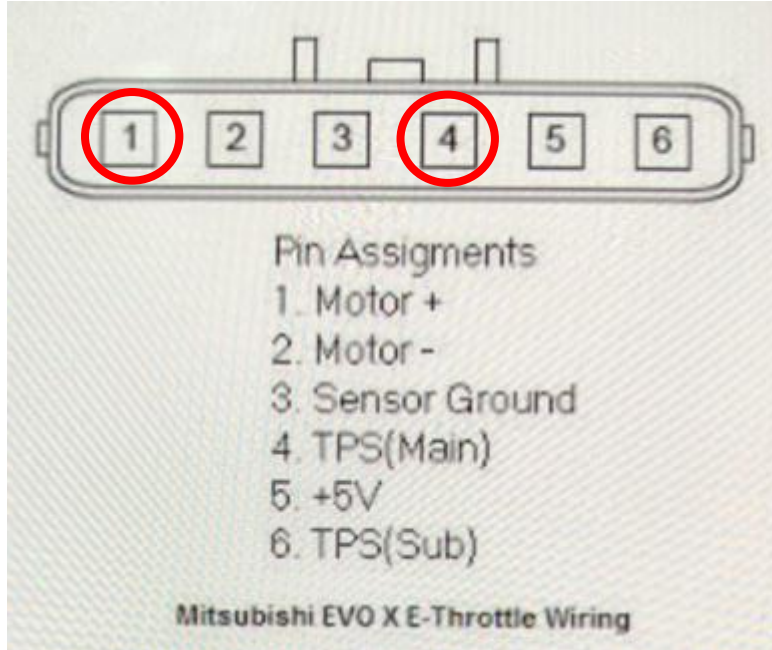 1 2 3 4 5 6
Pin Assigments
1. Motor +
2. Motor -
3. Sensor Ground
4. TPS(Main)
5. +5V
6. TPS(Sub)
Mitsubishi EVO X E-Throttle Wiring